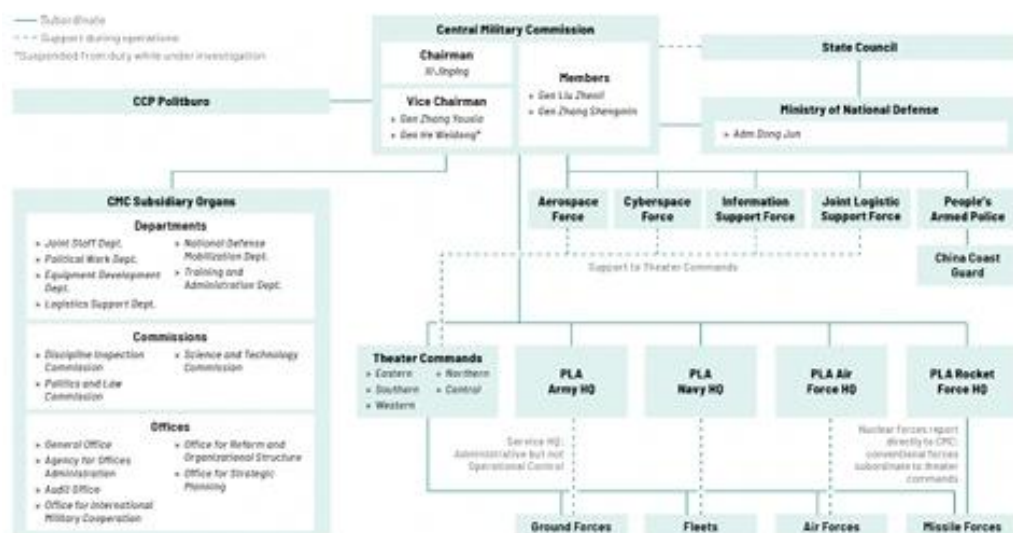 Subordinate
Support during operations
*Suspended from duty while under investigation
Central Military Commission
Chairman
Xi Jinping
Vice Chairman
» Gen Zhang Youxia
» Gen He Weidong*
Members
» Gen Liu Zhenli
» Gen Zhang Shengmin
State Council
CCP Politburo
Ministry of National Defense
» Adm Dong Jun
CMC Subsidiary Organs
Departments
» Joint Staff Dept.
» Political Work Dept.
» Equipment Development
Dept.
» Logistics Support Dept.
» National Defense
Mobilization Dept.
» Training and
Administration Dept.
Commissions
» Discipline Inspection
Commission
» Politics and Law
Commission
» Science and Technology
Commission
Offices
» General Office
» Agency for Offices
Administration
» Audit Office
» Office for International
Military Cooperation
» Office for Reform and
Organizational Structure
» Office for Strategic
Planning
Aerospace
Force
Cyberspace
Force
Information
Support Force
Joint Logistic
Support Force
People's
Armed Police
China Coast
Guard
Support to Theater Commands
Theater Commands
» Eastern
» Southern
» Western
» Northern
» Central
PLA
Army HQ
PLA
Navy HQ
PLA Air
Force HQ
PLA Rocket
Force HQ
Service HQ:
Administrative but not
Operational Control
Nuclear forces report
directly to CMC;
conventional forces
subordinate to theater
commands
Ground Forces
Fleets
Air Forces
Missile Forces